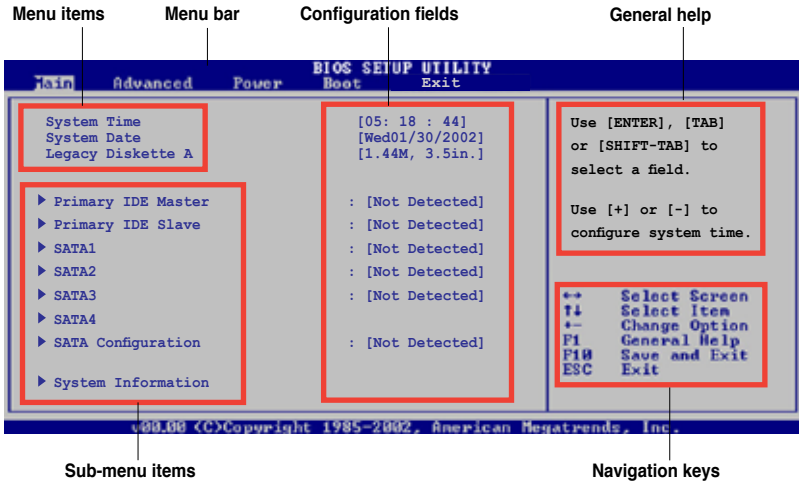 Menu items Menu bar Configuration fields General help
BIOS SETUP UTILITY
Main Advanced Power Boot Exit
System Time [05: 18 : 44]
System Date [Wed01/30/2002]
Legacy Diskette A [1.44M, 3.5in.]
Primary IDE Master : [Not Detected]
Primary IDE Slave : [Not Detected]
SATA1 : [Not Detected]
SATA2 : [Not Detected]
SATA3 : [Not Detected]
SATA4
SATA Configuration : [Not Detected]
System Information
Use [ENTER], [TAB]
or [SHIFT-TAB] to
select a field.
Use [+] or [-] to
configure system time.
↔ Select Screen
↑↓ Select Item
+- Change Option
F1 General Help
F10 Save and Exit
ESC Exit
v00.00 (C)Copyright 1985-2002, American Megatrends, Inc.
Sub-menu items Navigation keys